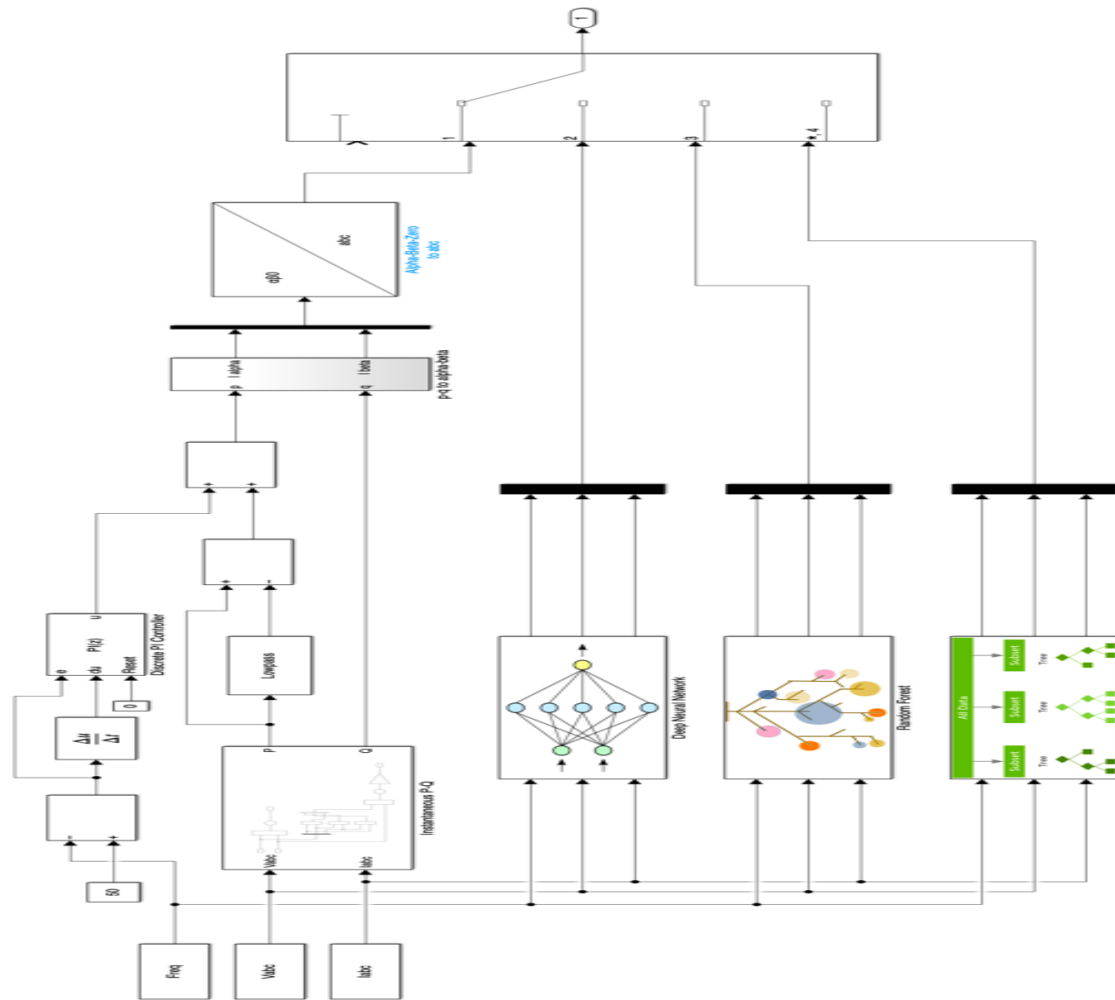 1
1
2
3
*, 4
αβ0
abc
Alpha-Beta-Zero
to abc
p
I alpha
q
I beta
p-q to alpha-beta
+
+
+
-
e
du
Reset
PI(z)
u
Discrete PI Controller
0
Δu
Δt
-
+
50
Lowpass
Vabc
Iabc
P
Q
Instantaneous P-Q
Freq
Vabc
Iabc
Deep Neural Network
Random Forest
All Data
Subset
Subset
Subset
Tree
Tree
Tree